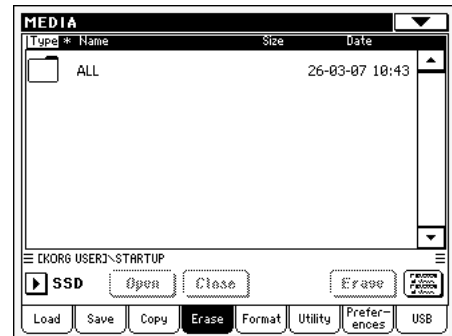 MEDIA
Type * Name Size Date
ALL 26-03-07 10:43
[KORG USER]\STARTUP
SSD Open Close Erase
Load Save Copy Erase Format Utility Prefer-ences USB